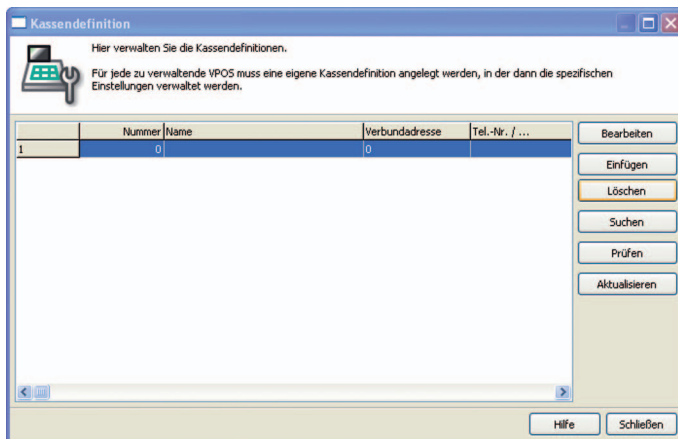 Kassendefinition
Hier verwalten Sie die Kassendefinitionen.
Für jede zu verwaltende VPOS muss eine eigene Kassendefinition angelegt werden, in der dann die spezifischen
Einstellungen verwaltet werden.
Nummer Name Verbundadresse Tel.-Nr. / ...
1 0 0
Bearbeiten
Einfügen
Löschen
Suchen
Prüfen
Aktualisieren
Hilfe Schließen